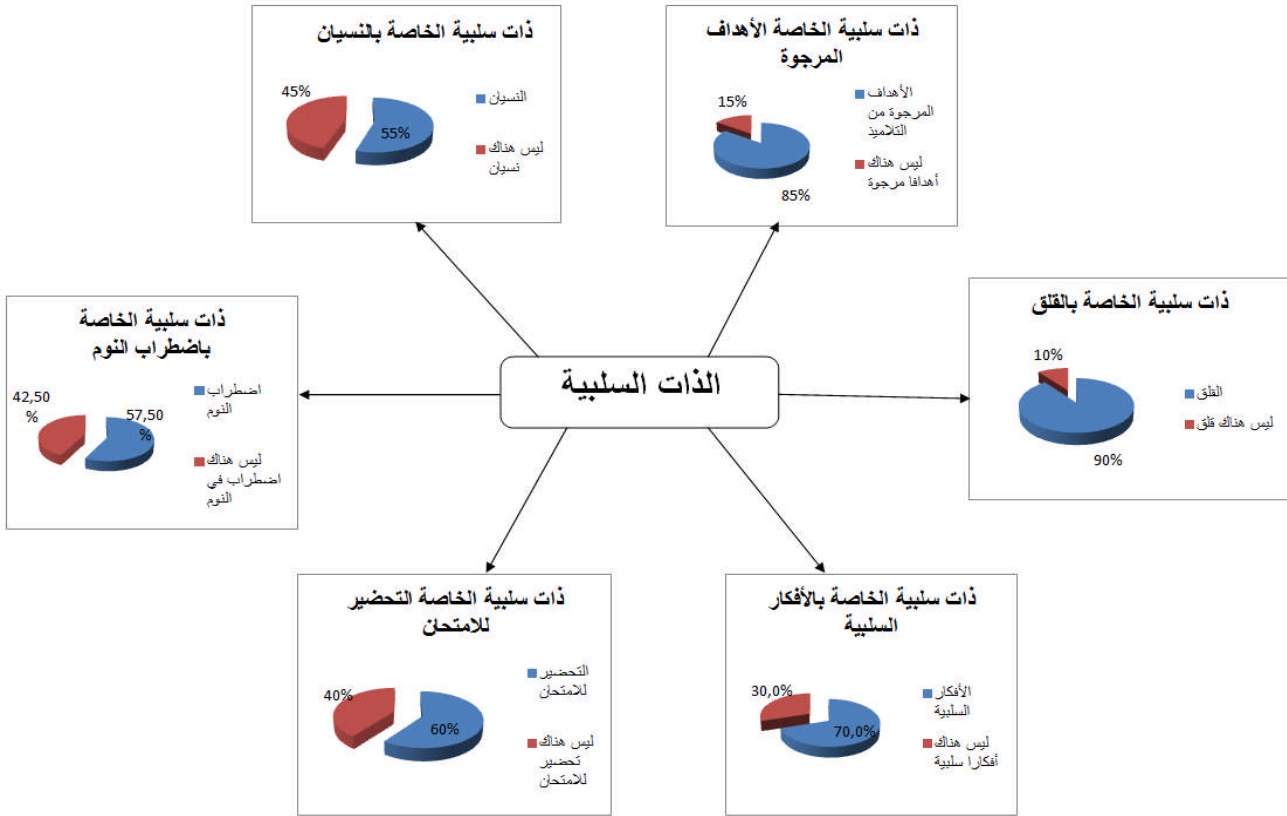 ذات سلبية الخاصة بالنسيان
45%
55%
النسيان
ليس هناك
نسيان
ذات سلبية الخاصة الأهداف
المرجوة
15%
85%
الأهداف
المرجوة من
التلاميذ
ليس هناك
أهدافا مرجوة
ذات سلبية الخاصة
باضطراب النوم
42,50
%
57,50
%
اضطراب
النوم
ليس هناك
اضطراب في
النوم
الذات السلبية
ذات سلبية الخاصة بالقلق
10%
90%
القلق
ليس هناك قلق
ذات سلبية الخاصة التحضير
للامتحان
40%
60%
التحضير
للامتحان
ليس هناك
تحضير
للامتحان
ذات سلبية الخاصة بالأفكار
السلبية
30,0%
70,0%
الأفكار
السلبية
ليس هناك
أفكارا سلبية